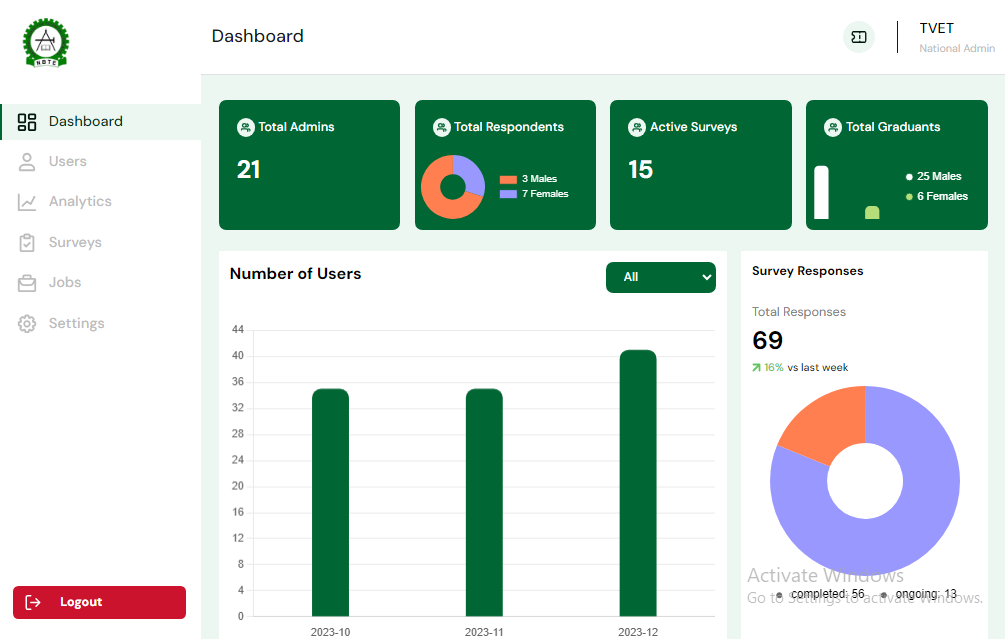 NBTE
Dashboard
TVET
National Admin
Dashboard
Users
Analytics
Surveys
Jobs
Settings
Logout
Total Admins
21
Total Respondents
3 Males
7 Females
Active Surveys
15
Total Graduants
25 Males
6 Females
Number of Users
All
44
40
36
32
28
24
20
16
12
8
4
0
2023-10
2023-11
2023-12
Survey Responses
Total Responses
69
16% vs last week
Activate Windows
completed: 56
ongoing: 13
Go to Settings to activate Windows.